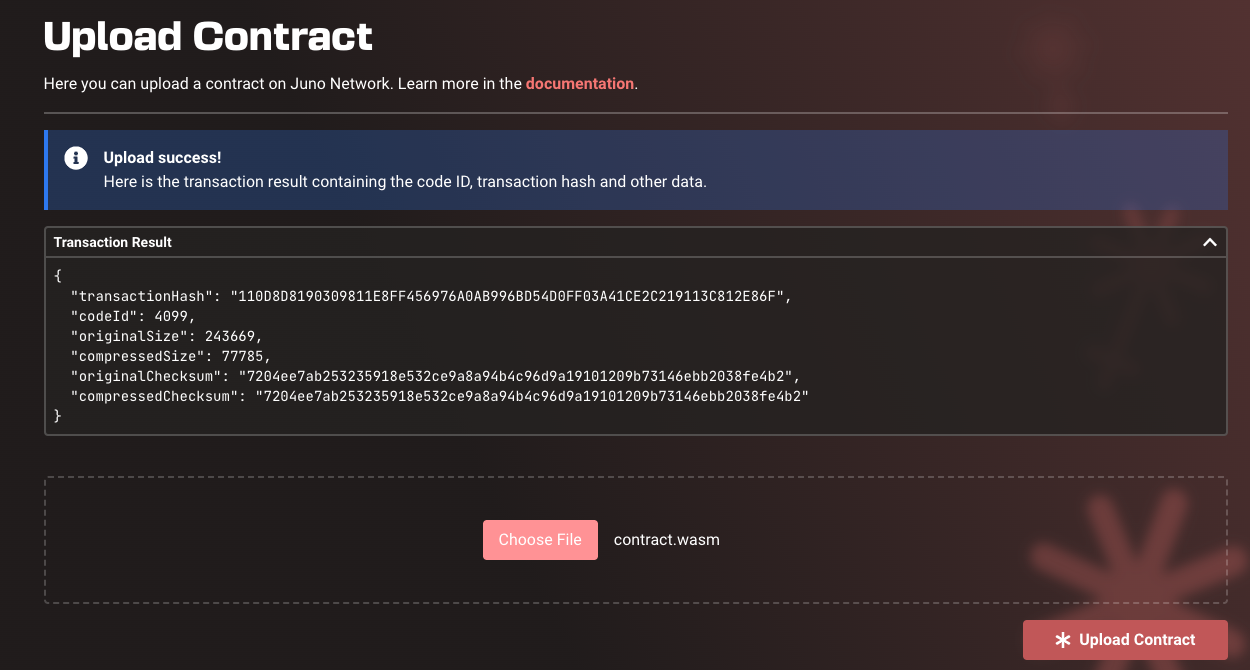 Upload Contract
Here you can upload a contract on Juno Network. Learn more in the documentation.
Upload success!
Here is the transaction result containing the code ID, transaction hash and other data.
Transaction Result
{
"transactionHash": "110D8D8190309811E8FF456976A0AB996BD54D0FF03A41CE2C219113C812E86F",
"codeId": 4099,
"originalSize": 243669,
"compressedSize": 77785,
"originalChecksum": "7204ee7ab253235918e532ce9a8a94b4c96d9a19101209b73146ebb2038fe4b2",
"compressedChecksum": "7204ee7ab253235918e532ce9a8a94b4c96d9a19101209b73146ebb2038fe4b2"
}
Choose File contract.wasm
Upload Contract